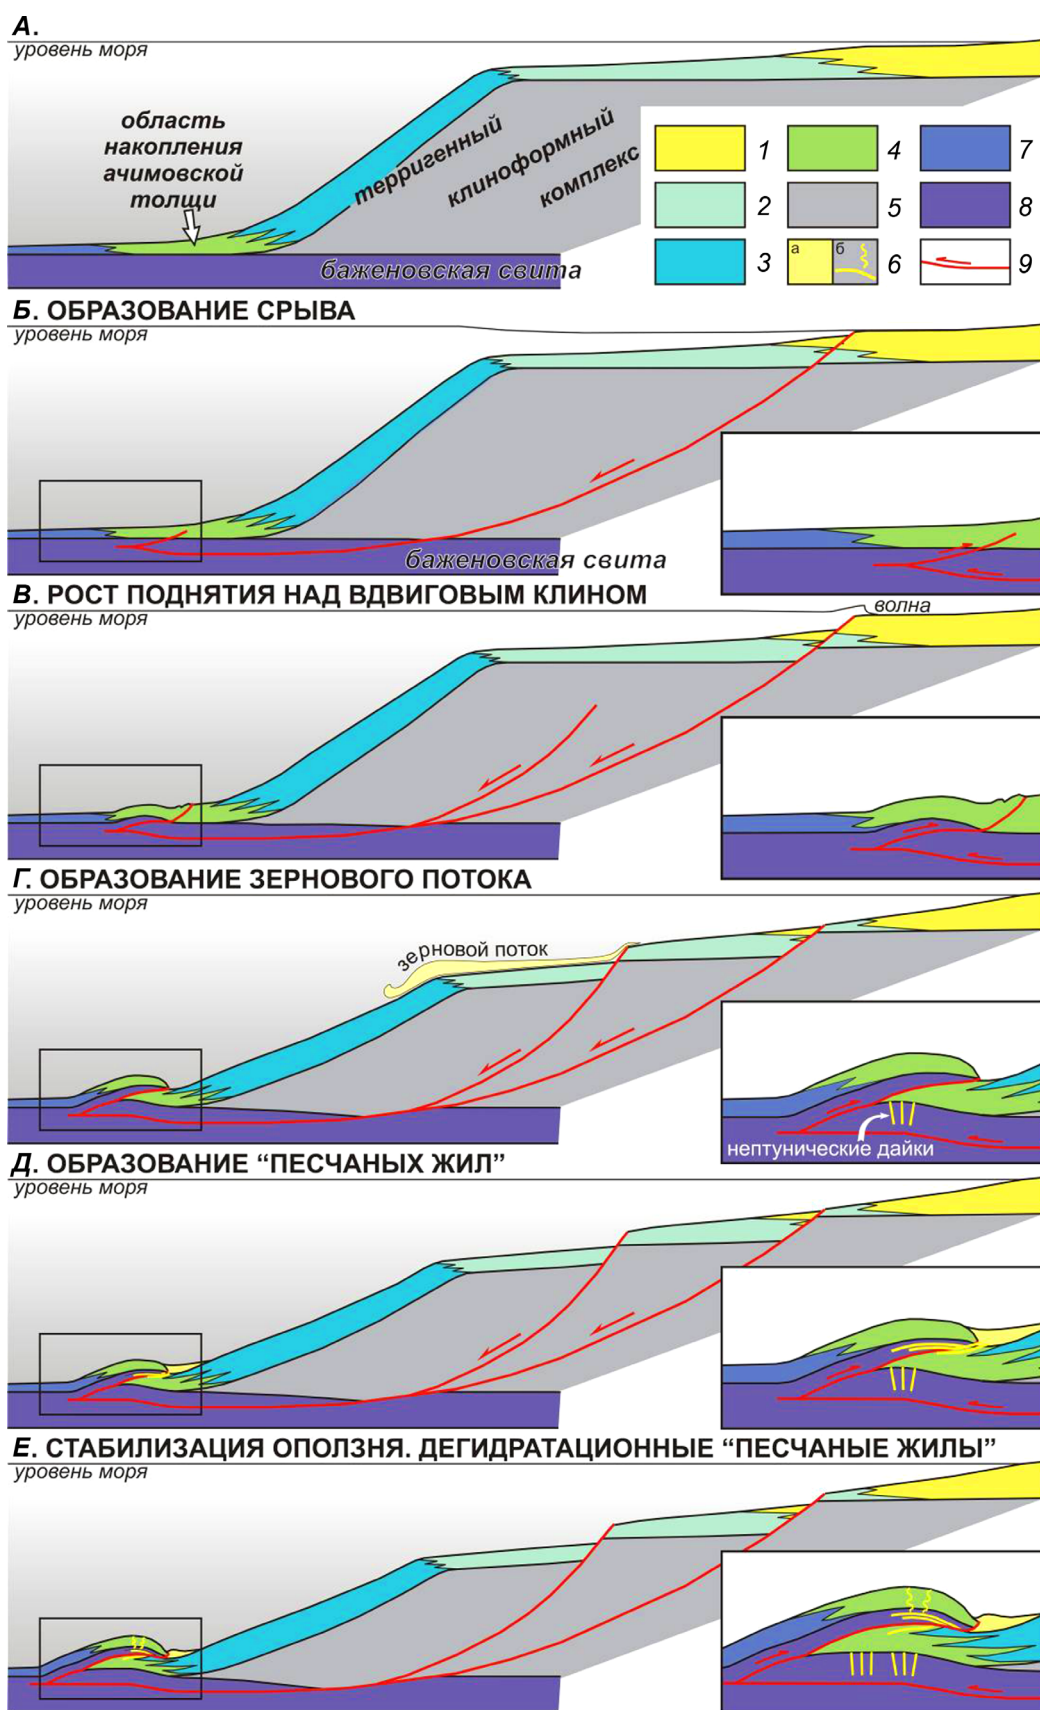 А.
уровень моря
область
накопления
ачимовской
толщи
терригенный
клиноформный
комплекс
баженовская свита
1 4 7
2 5 8
а б
3 6 9
Б. ОБРАЗОВАНИЕ СРЫВА
уровень моря
баженовская свита
В. РОСТ ПОДНЯТИЯ НАД ВДВИГОВЫМ КЛИНОМ
уровень моря
волна
Г. ОБРАЗОВАНИЕ ЗЕРНОВОГО ПОТОКА
уровень моря
зерновой поток
нептунические дайки
Д. ОБРАЗОВАНИЕ “ПЕСЧАНЫХ ЖИЛ”
уровень моря
Е. СТАБИЛИЗАЦИЯ ОПОЛЗНЯ. ДЕГИДРАТАЦИОННЫЕ “ПЕСЧАНЫЕ ЖИЛЫ”
уровень моря